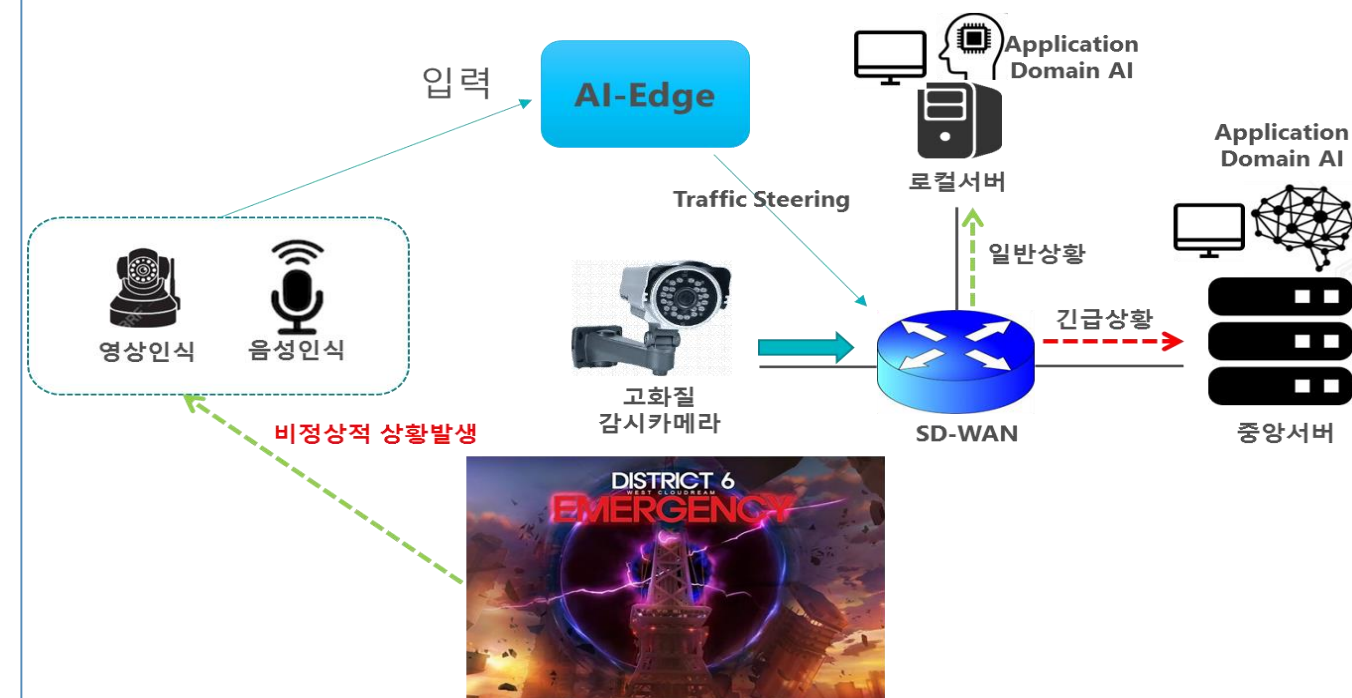 입력
AI-Edge
Application
Domain AI
로컬서버
Traffic Steering
일반상황
Application
Domain AI
영상인식
음성인식
고화질
감시카메라
긴급상황
SD-WAN
중앙서버
비정상적 상황발생
DISTRICT 6
WEST CLOUDREAM
EMERGENCY